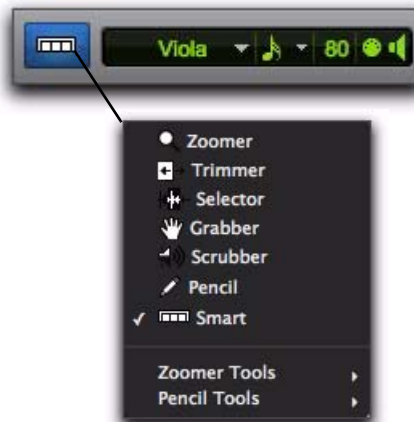 Viola 80
Zoomer
Trimmer
Selector
Grabber
Scrubber
Pencil
Smart
Zoomer Tools
Pencil Tools